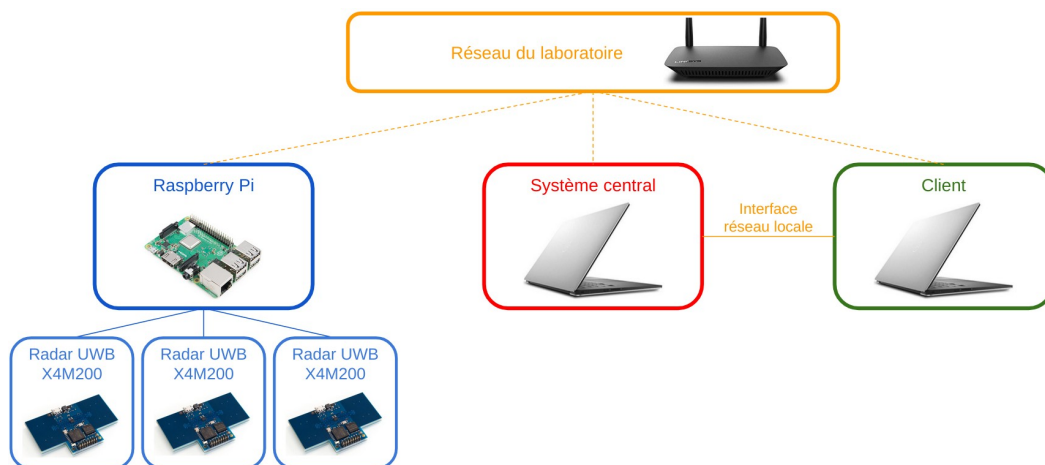 Réseau du laboratoire
Raspberry Pi
Système central
Client
Interface
réseau locale
Radar UWB
X4M200
Radar UWB
X4M200
Radar UWB
X4M200